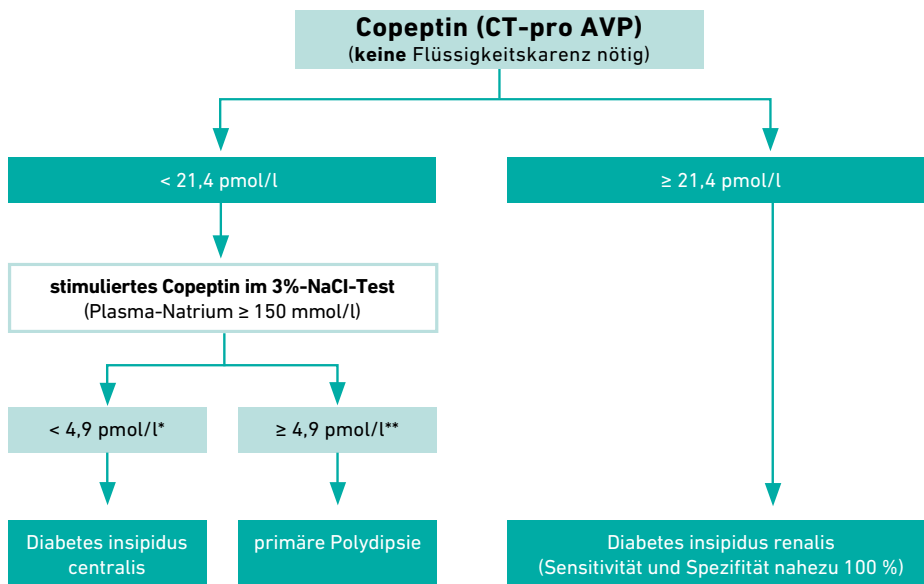 Copeptin (CT-pro AVP)
(keine Flüssigkeitskarenz nötig)
< 21,4 pmol/l
≥ 21,4 pmol/l
stimuliertes Copeptin im 3%-NaCl-Test
(Plasma-Natrium ≥ 150 mmol/l)
< 4,9 pmol/l*
≥ 4,9 pmol/l**
Diabetes insipidus
centralis
primäre Polydipsie
Diabetes insipidus renalis
(Sensitivität und Spezifität nahezu 100 %)